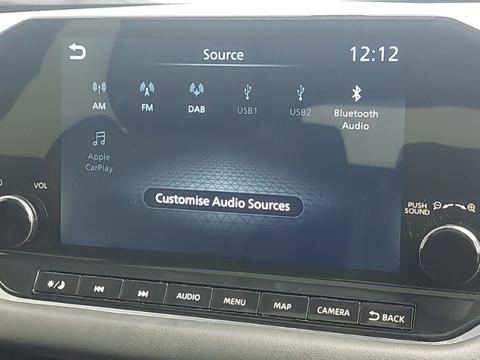 Source
12:12
AM
FM
DAB
USB1
USB2
Bluetooth
Audio
Apple
CarPlay
Customise Audio Sources
VOL
PUSH
SOUND
AUDIO
MENU
MAP
CAMERA
BACK